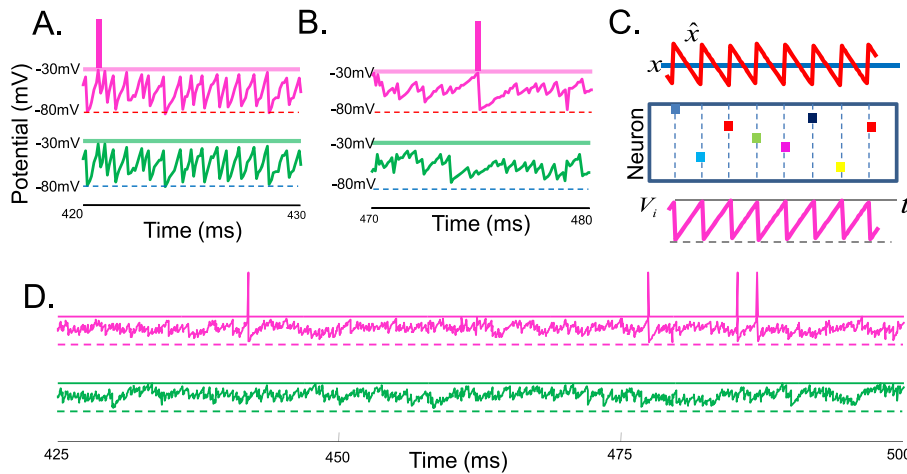 A.
B.
C.
Potential (mV)
-30mV
-80mV
-30mV
-80mV
420
430
Time (ms)
-30mV
-80mV
-30mV
-80mV
470
480
Time (ms)
x̂
x
Neuron
V_i
t
D.
425
450
475
500
Time (ms)